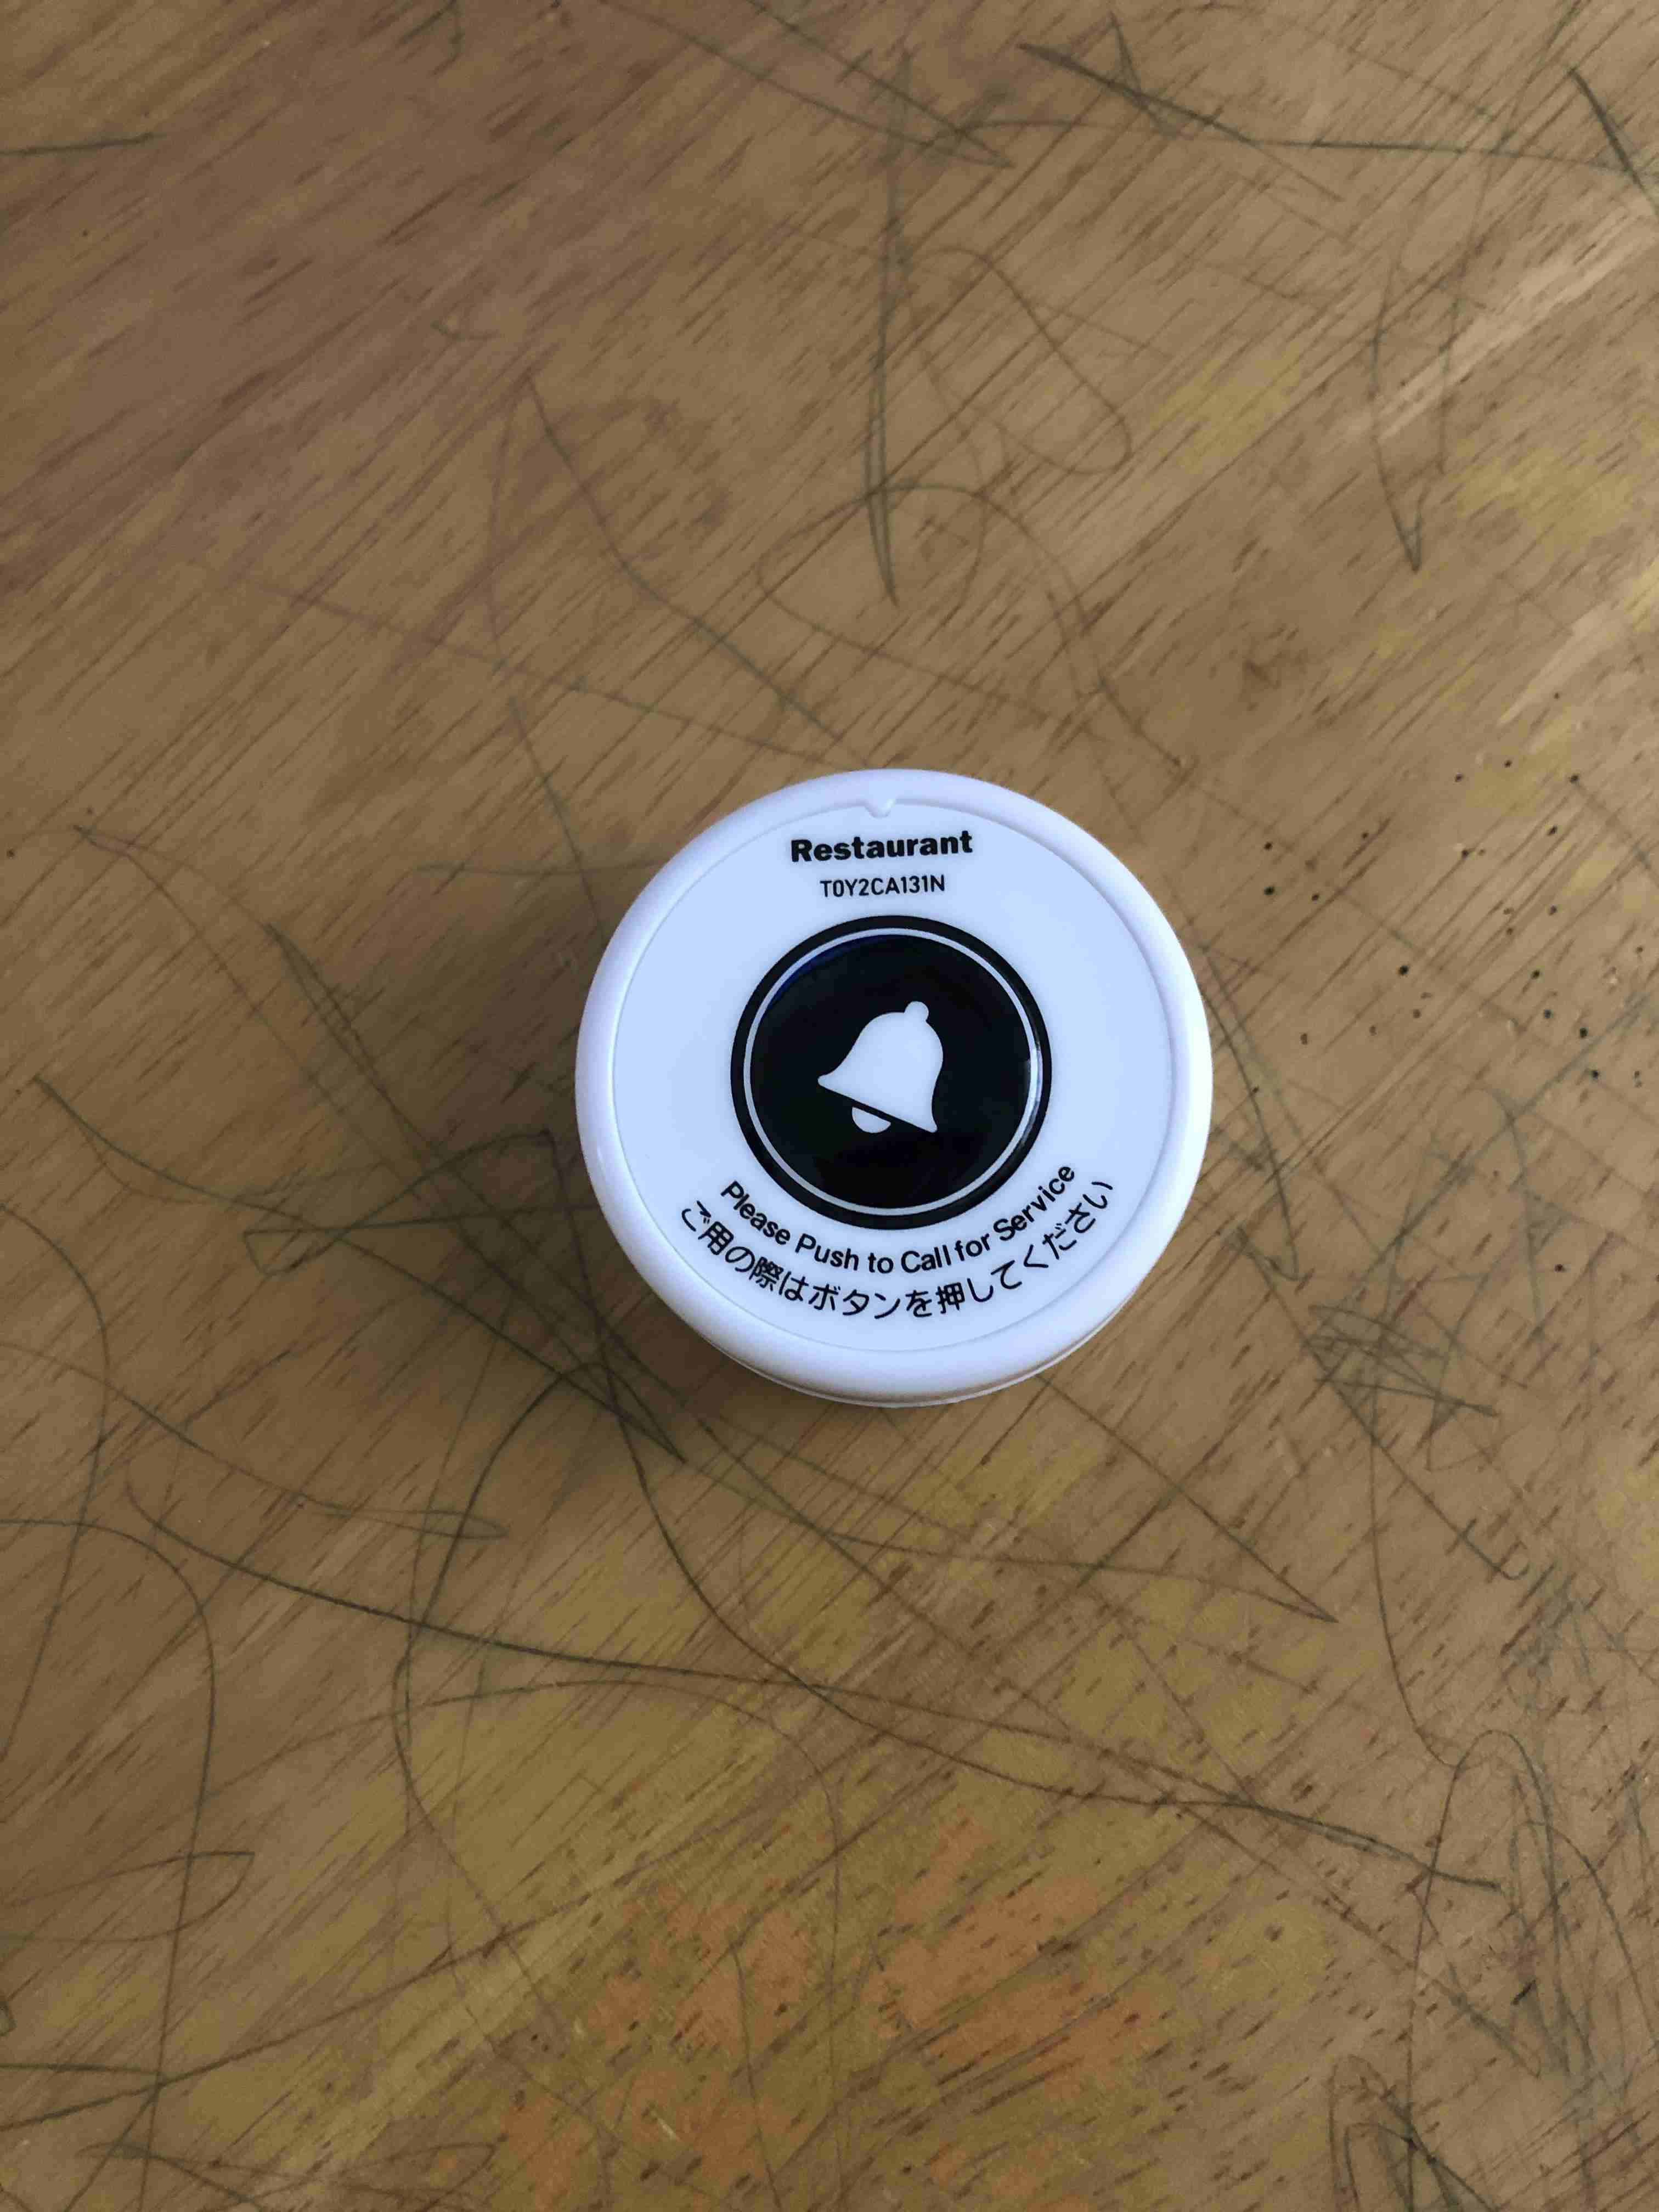 Restaurant
T0Y2CA131N
Please Push to Call for Service
ご用の際はボタンを押してください